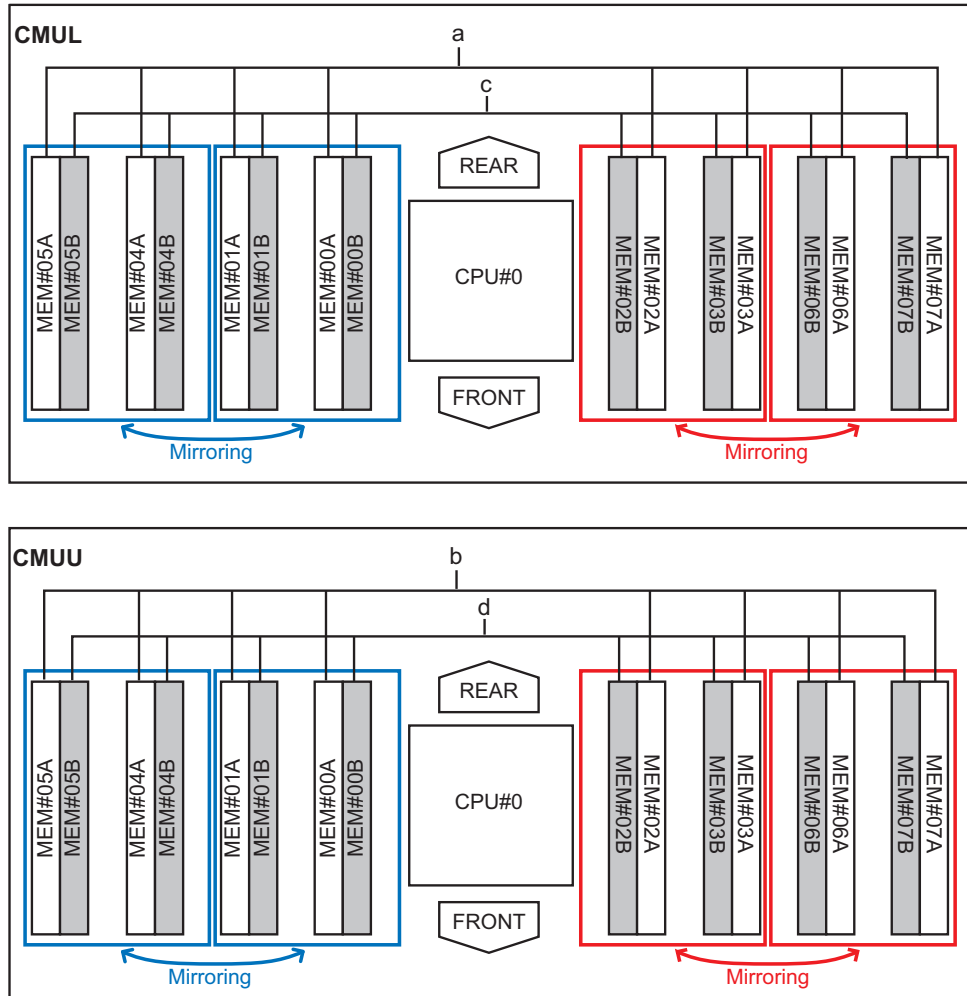 CMUL
a
c
REAR
MEM#05A
MEM#05B
MEM#04A
MEM#04B
MEM#01A
MEM#01B
MEM#00A
MEM#00B
CPU#0
MEM#02B
MEM#02A
MEM#03B
MEM#03A
MEM#06B
MEM#06A
MEM#07B
MEM#07A
FRONT
Mirroring
Mirroring
CMUU
b
d
REAR
MEM#05A
MEM#05B
MEM#04A
MEM#04B
MEM#01A
MEM#01B
MEM#00A
MEM#00B
CPU#0
MEM#02B
MEM#02A
MEM#03B
MEM#03A
MEM#06B
MEM#06A
MEM#07B
MEM#07A
FRONT
Mirroring
Mirroring